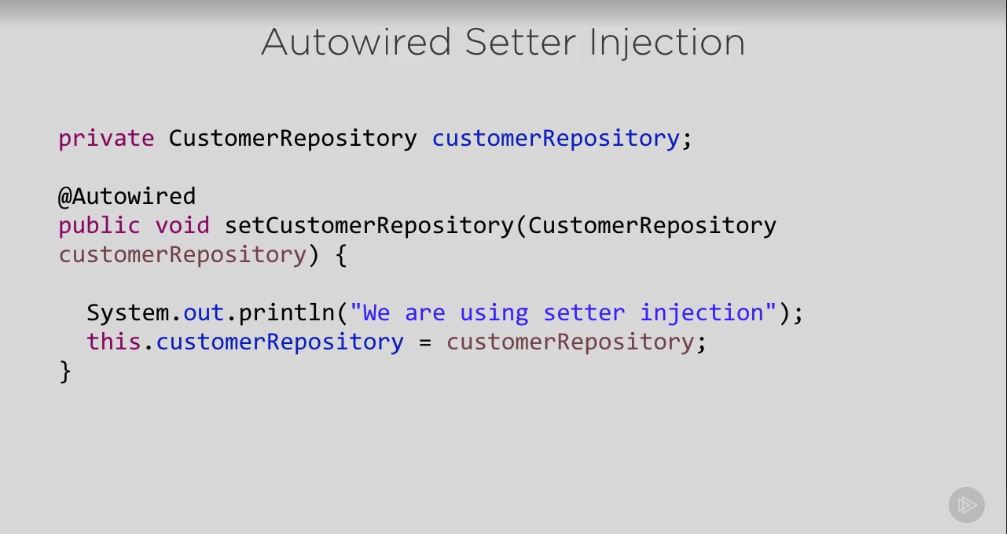 Autowired Setter Injection
private CustomerRepository customerRepository;
@Autowired
public void setCustomerRepository(CustomerRepository
customerRepository) {
System.out.println("We are using setter injection");
this.customerRepository = customerRepository;
}